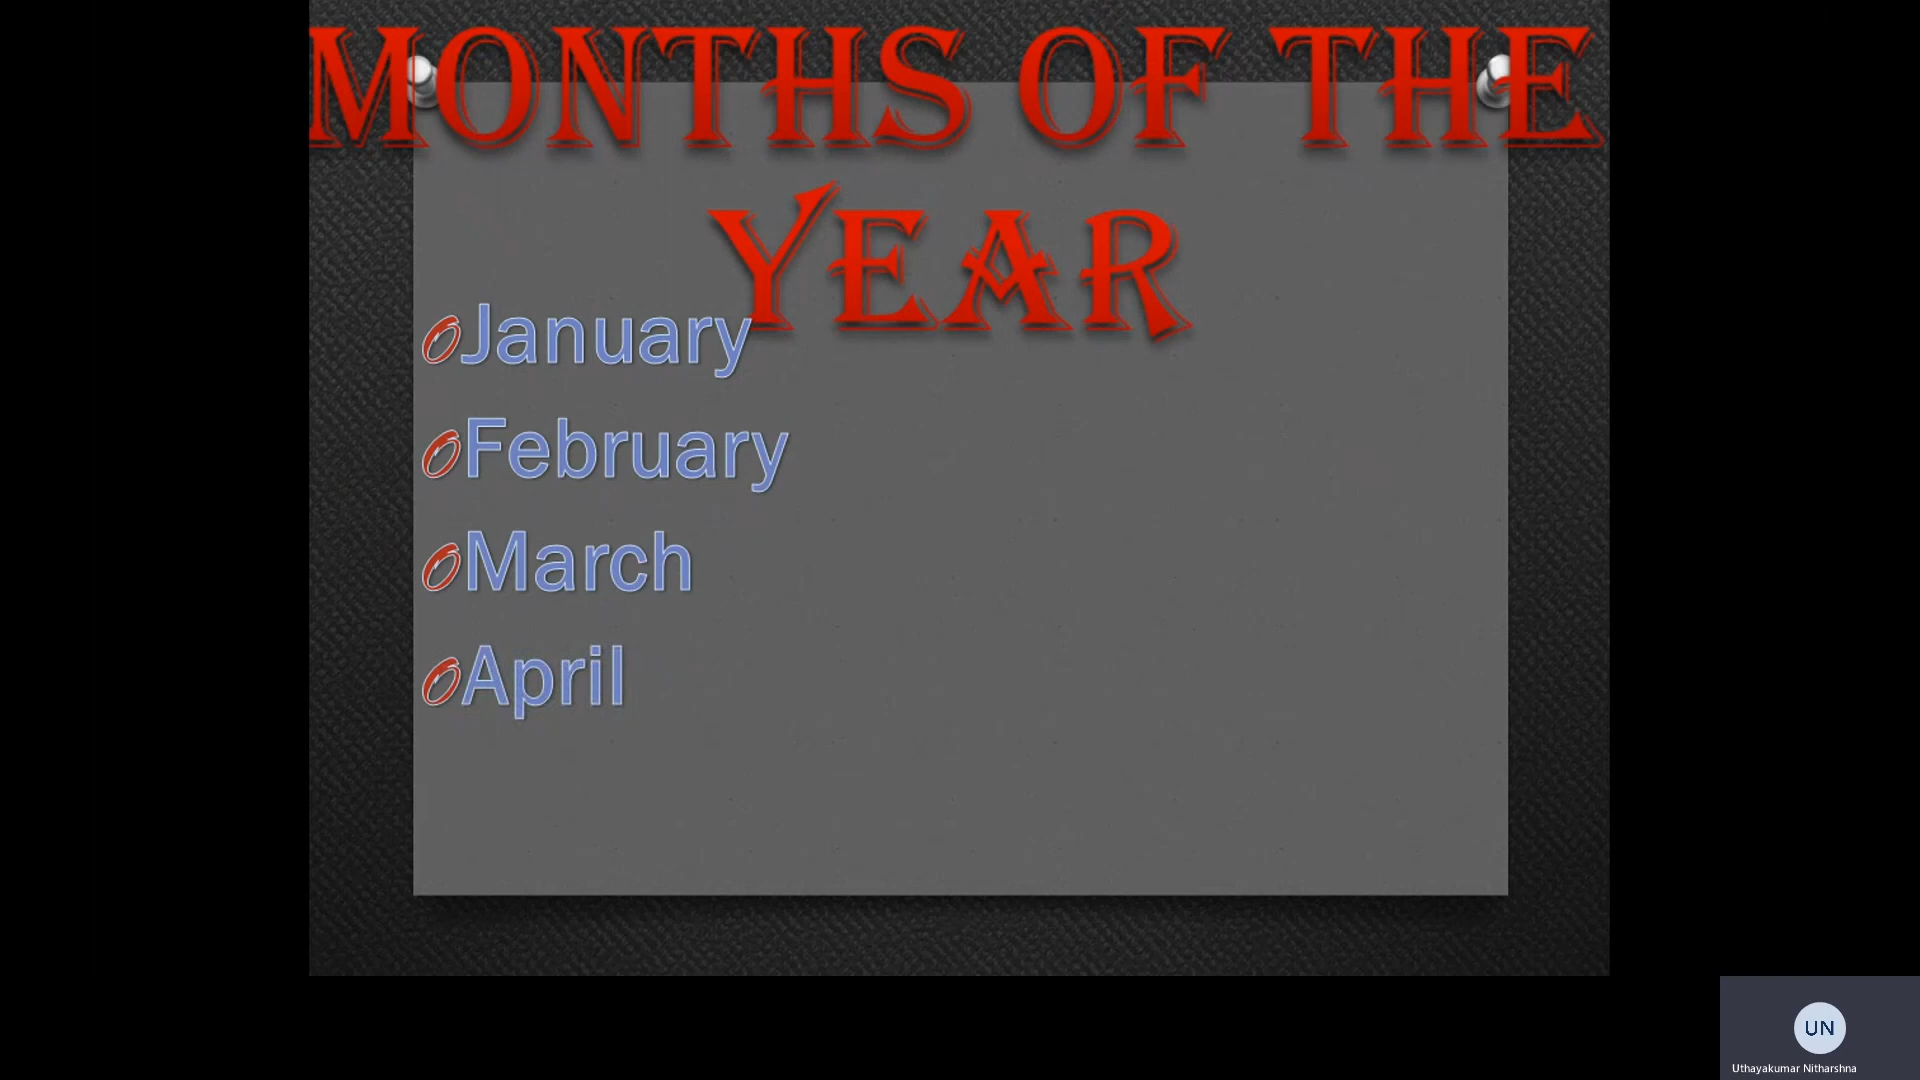 MONTHS OF THE
YEAR
January
February
March
April
UN
Uthayakumar Nitharshna